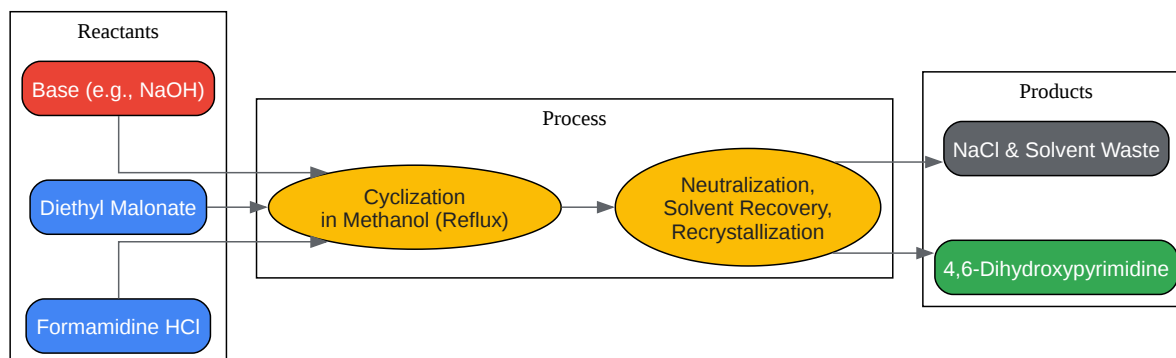 Reactants
Base (e.g., NaOH)
Diethyl Malonate
Formamidine HCl
Process
Cyclization
in Methanol (Reflux)
Neutralization,
Solvent Recovery,
Recrystallization
Products
NaCl & Solvent Waste
4,6-Dihydroxypyrimidine